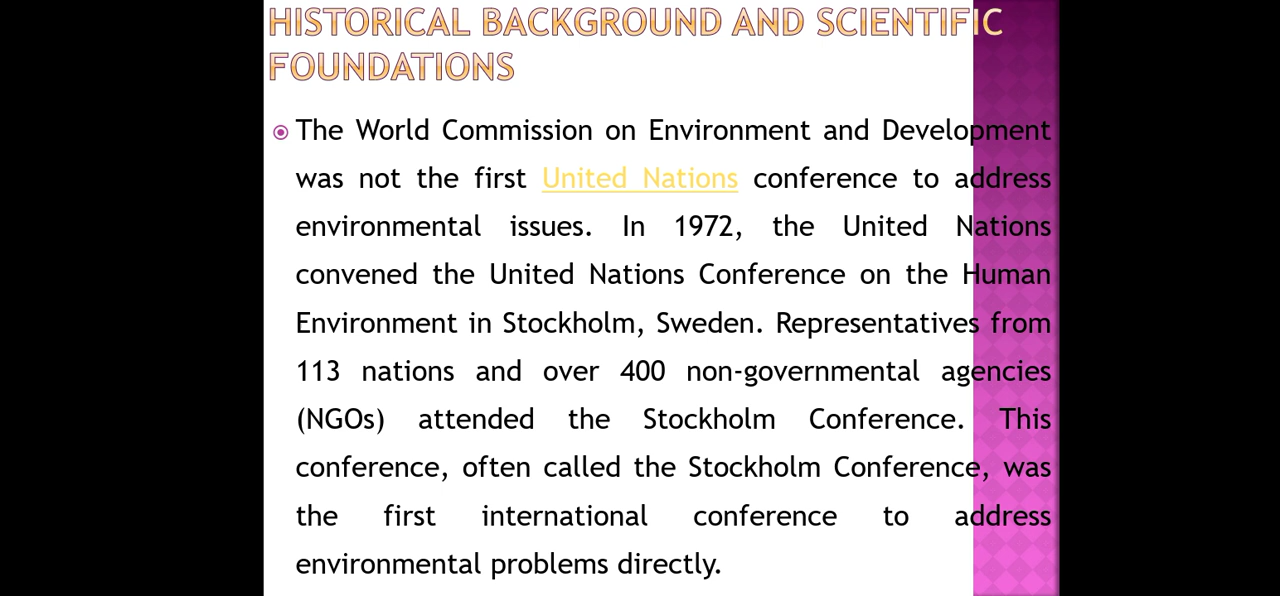 HISTORICAL BACKGROUND AND SCIENTIFIC
FOUNDATIONS
The World Commission on Environment and Development
was not the first United Nations conference to address
environmental issues. In 1972, the United Nations
convened the United Nations Conference on the Human
Environment in Stockholm, Sweden. Representatives from
113 nations and over 400 non-governmental agencies
(NGOs) attended the Stockholm Conference. This
conference, often called the Stockholm Conference, was
the first international conference to address
environmental problems directly.